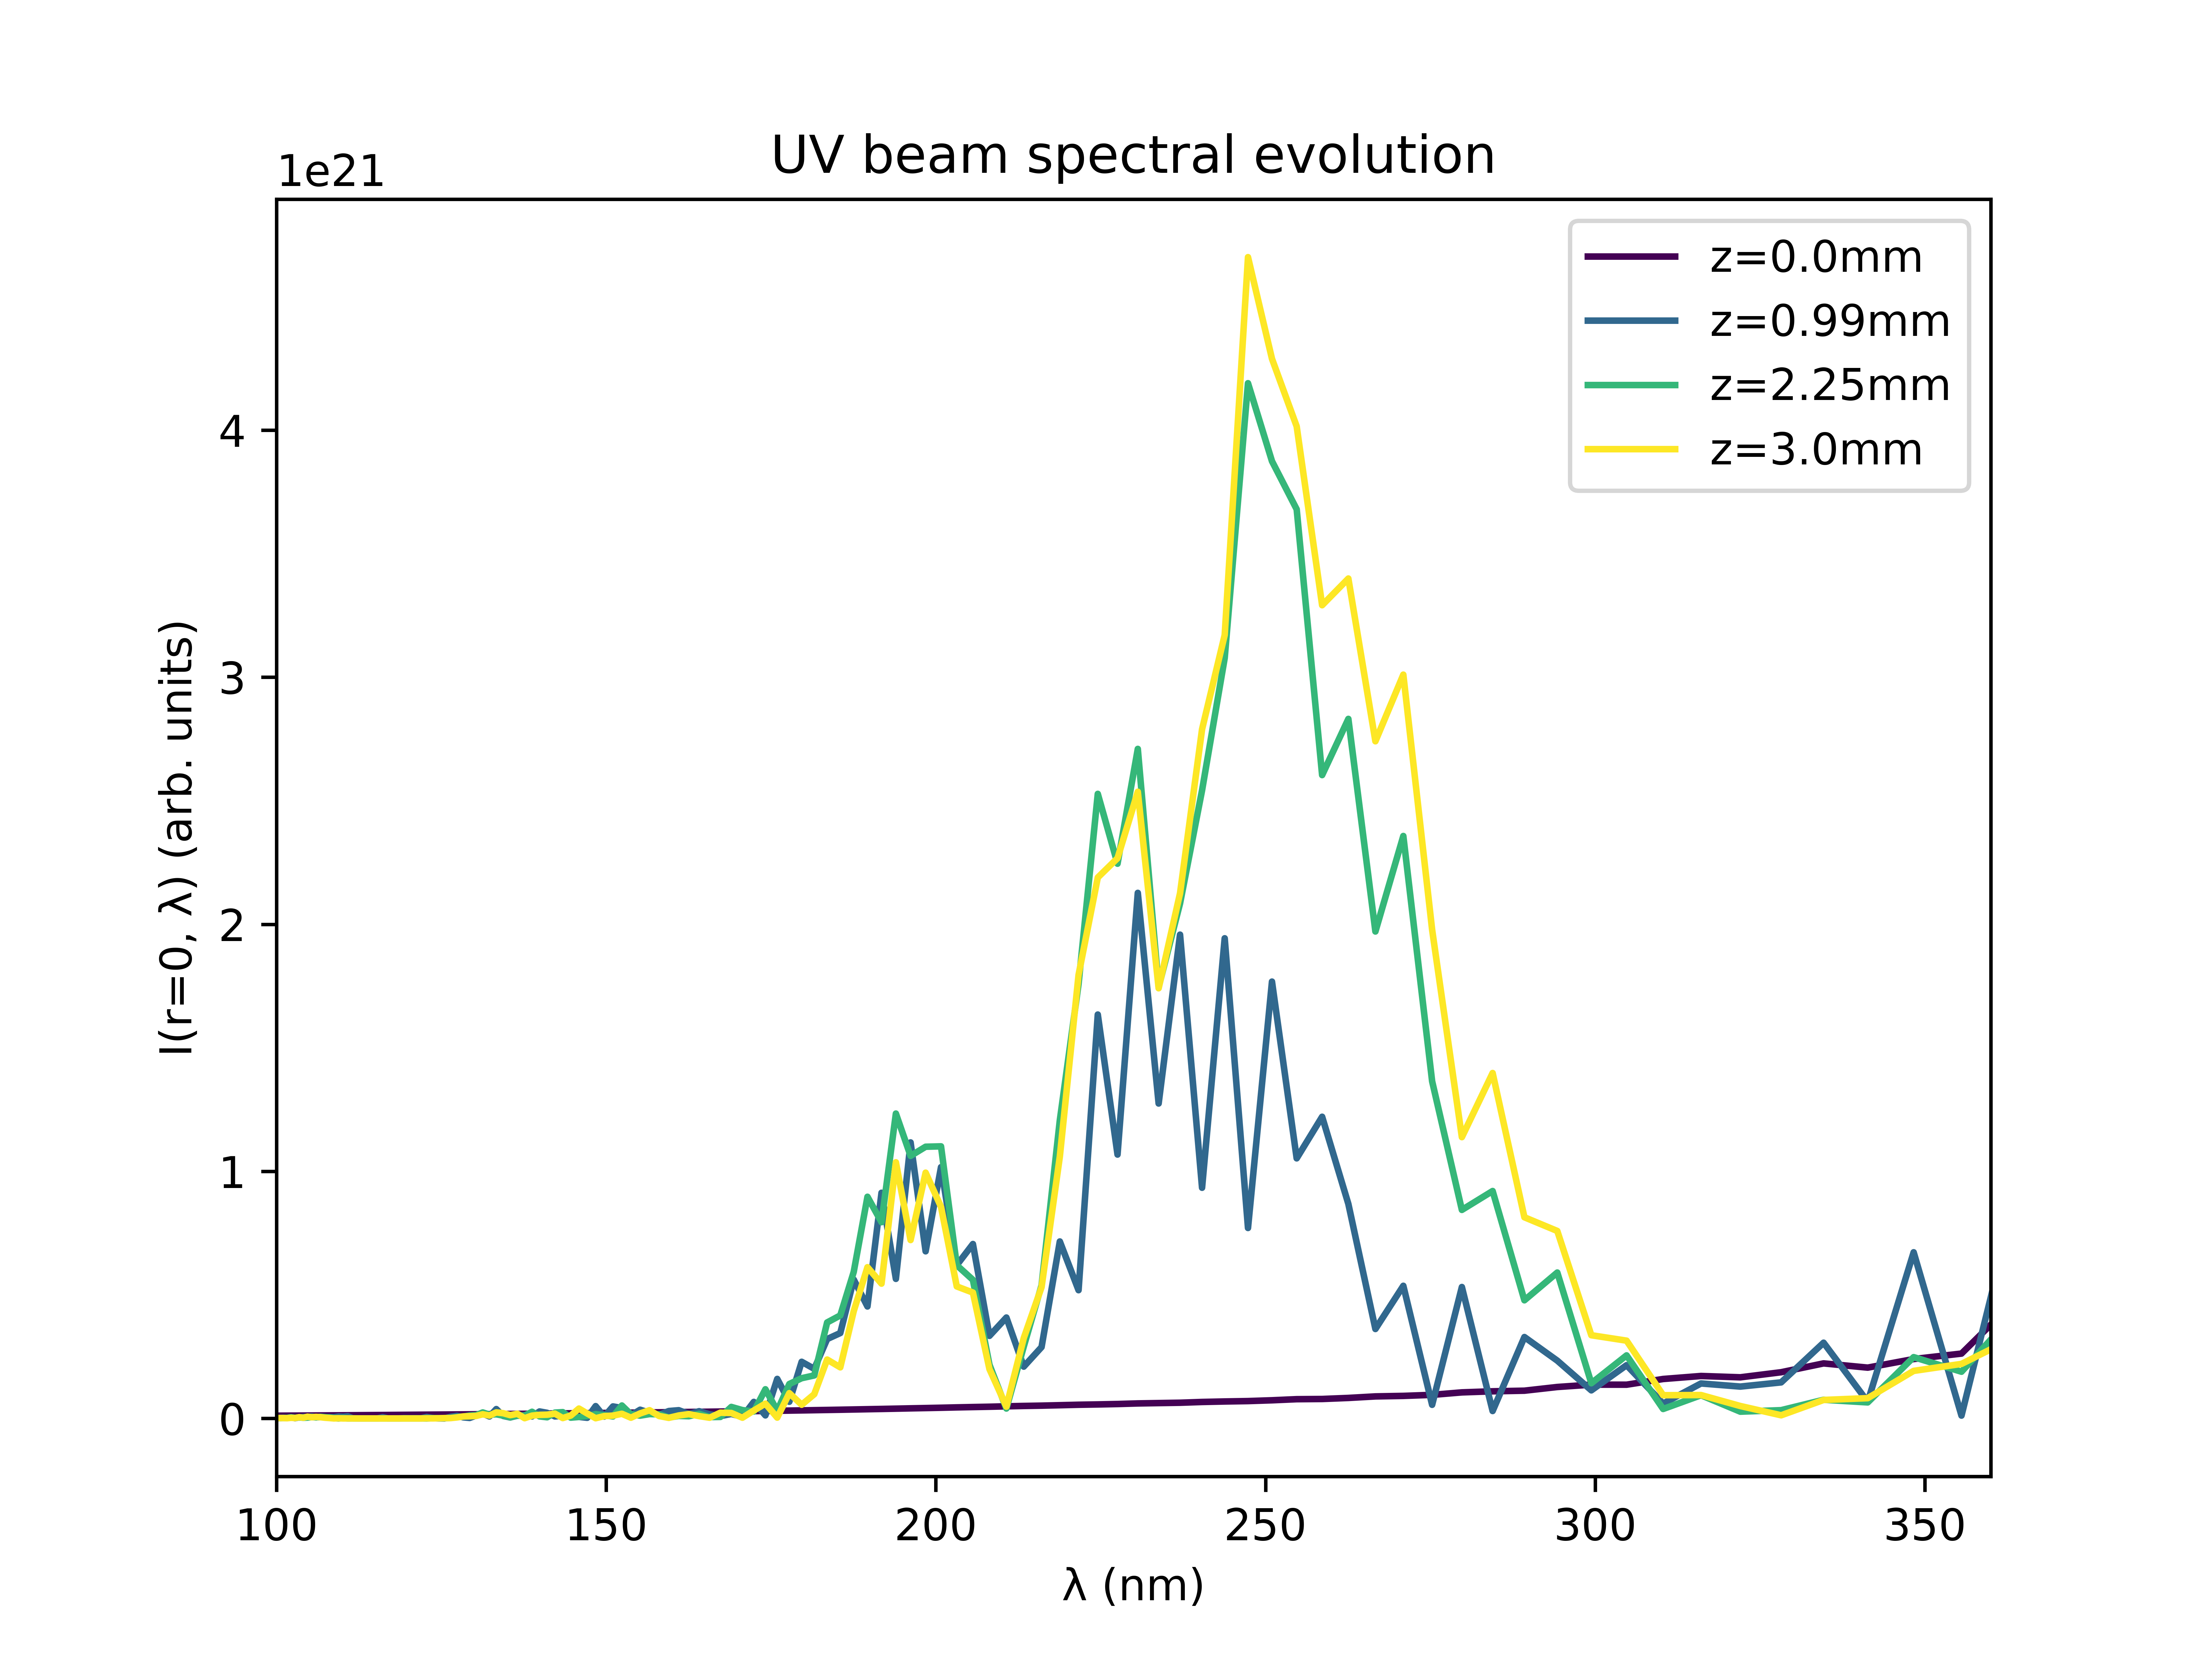 UV beam spectral evolution
1e21
z=0.0mm
z=0.99mm
z=2.25mm
z=3.0mm
4
3
2
1
0
I(r=0, λ) (arb. units)
100 150 200 250 300 350
λ (nm)